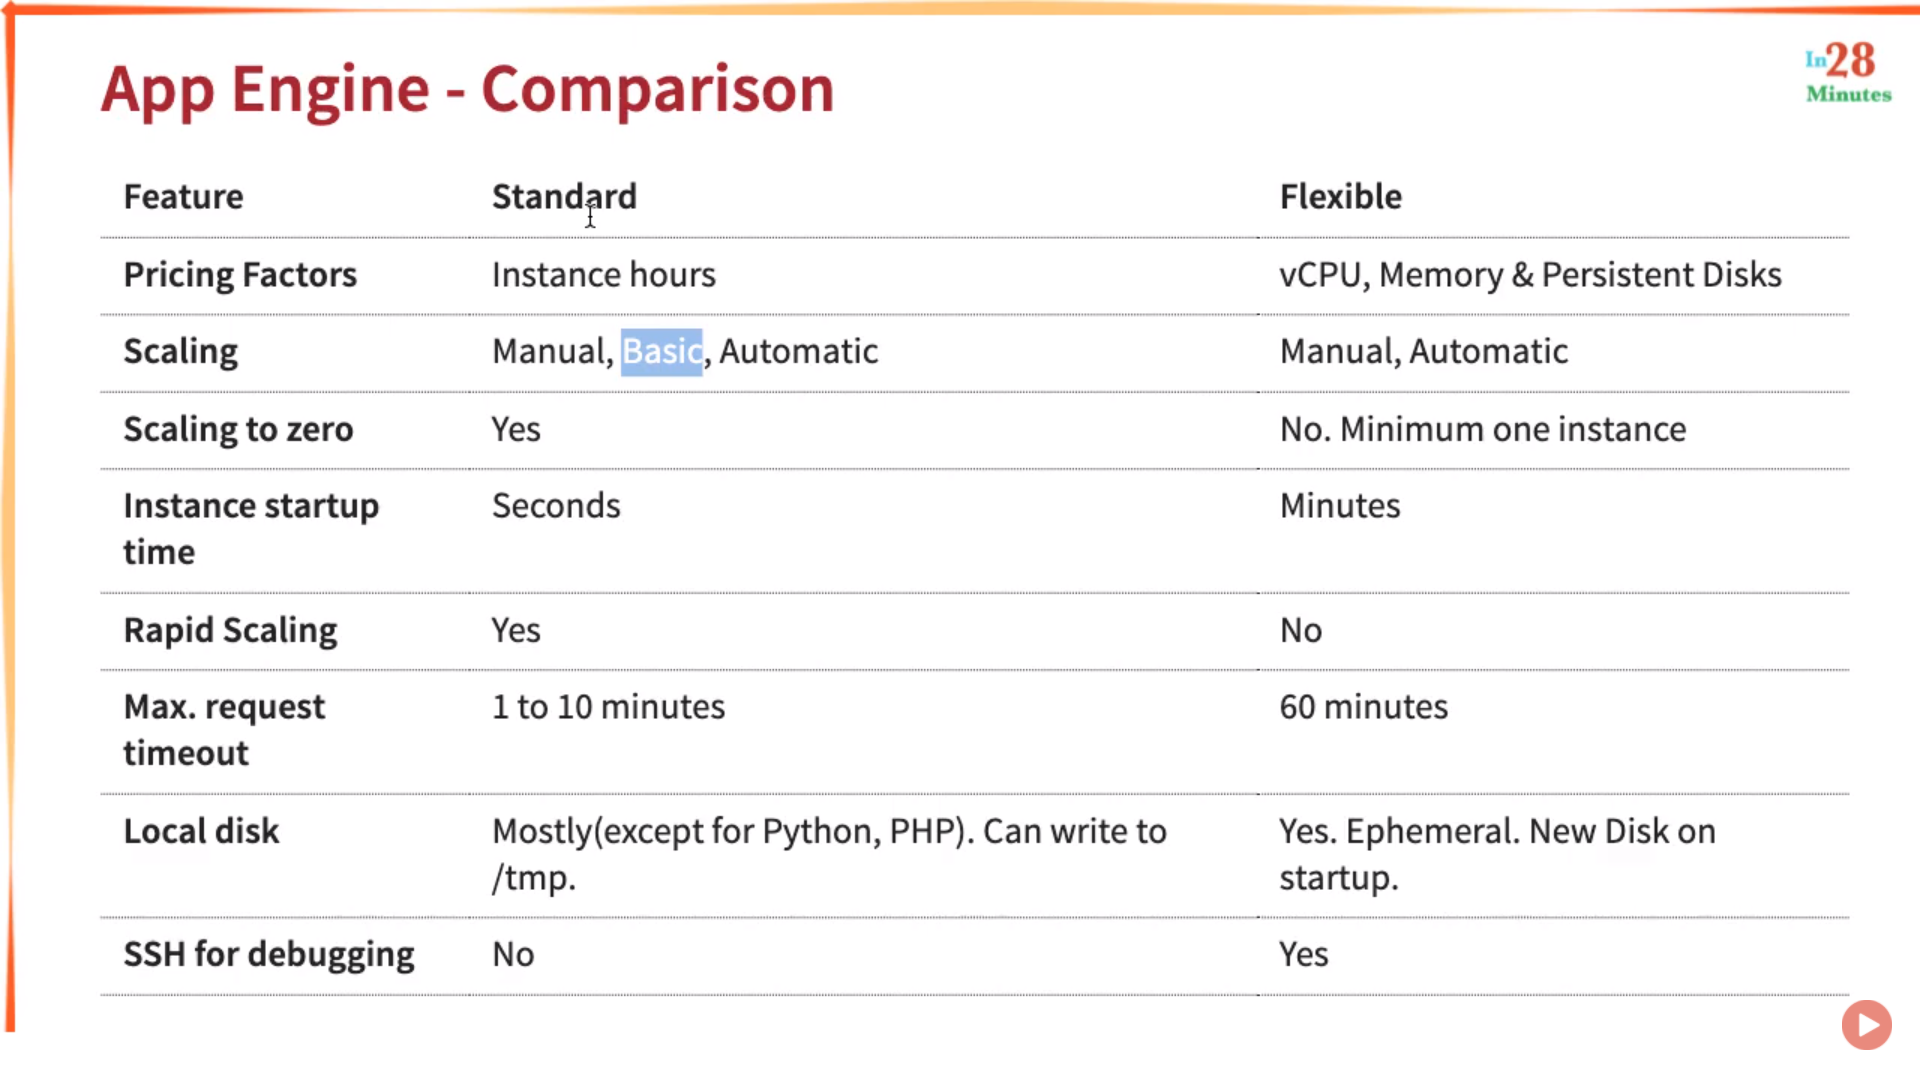 App Engine - Comparison
In28
Minutes
Feature Standard Flexible
Pricing Factors Instance hours vCPU, Memory & Persistent Disks
Scaling Manual, Basic, Automatic Manual, Automatic
Scaling to zero Yes No. Minimum one instance
Instance startup Seconds Minutes
time
Rapid Scaling Yes No
Max. request 1 to 10 minutes 60 minutes
timeout
Local disk Mostly(except for Python, PHP). Can write to Yes. Ephemeral. New Disk on
/tmp. startup.
SSH for debugging No Yes